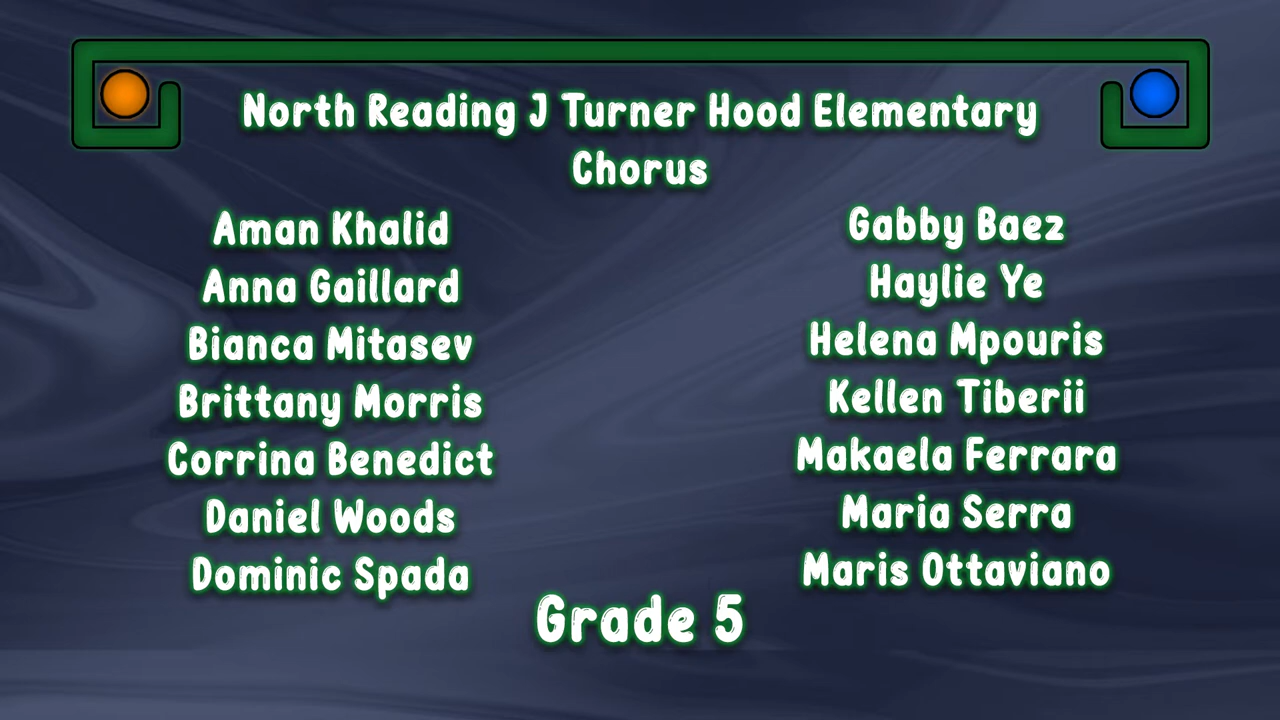 North Reading J Turner Hood Elementary
Chorus
Aman Khalid
Anna Gaillard
Bianca Mitasev
Brittany Morris
Corrina Benedict
Daniel Woods
Dominic Spada
Gabby Baez
Haylie Ye
Helena Mpouris
Kellen Tiberii
Makaela Ferrara
Maria Serra
Maris Ottaviano
Grade 5